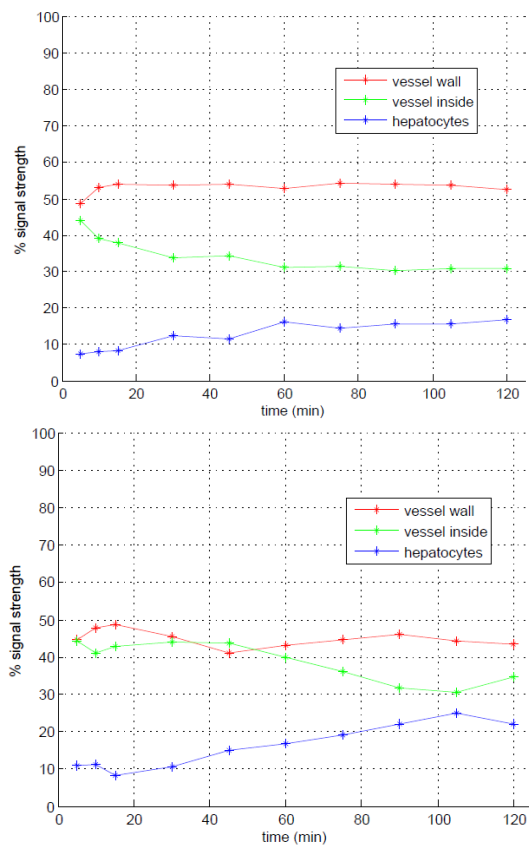 100
90
80
70
60
50
40
30
20
10
0
% signal strength
vessel wall
vessel inside
hepatocytes
0 20 40 60 80 100 120
time (min)
100
90
80
70
60
50
40
30
20
10
0
% signal strength
vessel wall
vessel inside
hepatocytes
0 20 40 60 80 100 120
time (min)